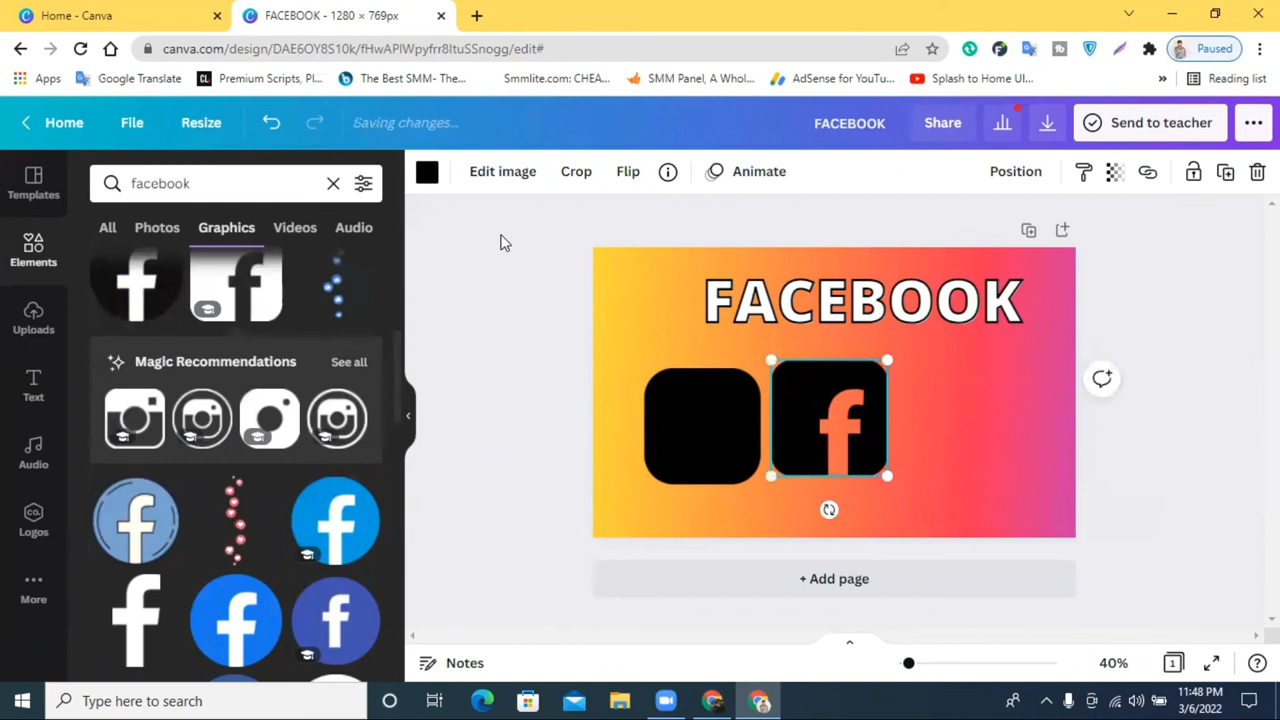 Home - Canva
FACEBOOK - 1280 × 769px
canva.com/design/DAE6OY8S10k/fHwAPlWpyfrr8ItuSSnogg/edit#
Paused
Apps
Google Translate
CL
Premium Scripts, Pl...
The Best SMM- The...
Smmlite.com: CHEA...
SMM Panel, A Whol...
AdSense for YouTu...
Splash to Home UI...
»
Reading list
Home
File
Resize
Saving changes...
FACEBOOK
Share
Send to teacher
Templates
Elements
Uploads
Text
Audio
CO.
Logos
More
facebook
All
Photos
Graphics
Videos
Audio
Magic Recommendations
See all
Edit image
Crop
Flip
Animate
Position
FACEBOOK
+ Add page
Notes
40%
1
Type here to search
11:48 PM
3/6/2022